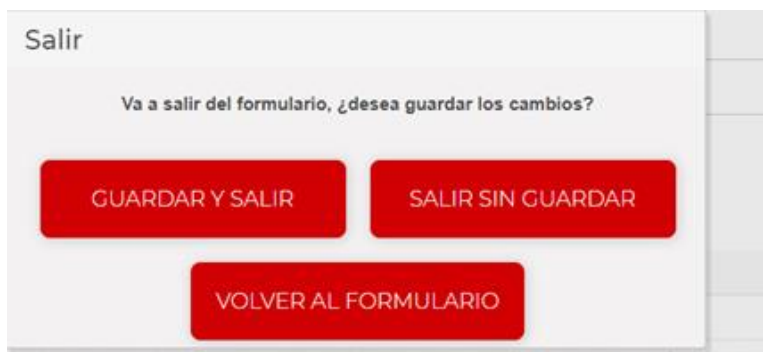 Salir
Va a salir del formulario, ¿desea guardar los cambios?
GUARDAR Y SALIR
SALIR SIN GUARDAR
VOLVER AL FORMULARIO